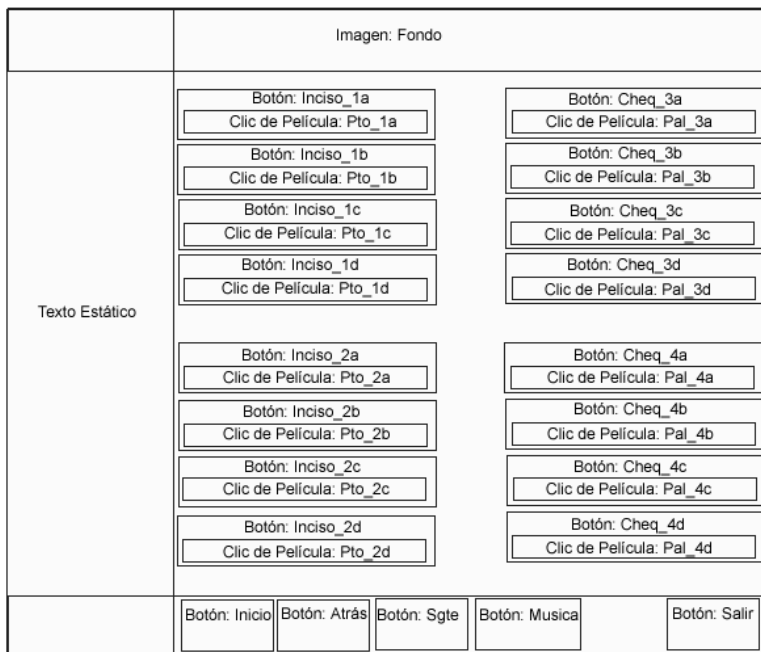 Imagen: Fondo
Texto Estático
Botón: Inciso_1a
Clic de Película: Pto_1a
Botón: Inciso_1b
Clic de Película: Pto_1b
Botón: Inciso_1c
Clic de Película: Pto_1c
Botón: Inciso_1d
Clic de Película: Pto_1d
Botón: Inciso_2a
Clic de Película: Pto_2a
Botón: Inciso_2b
Clic de Película: Pto_2b
Botón: Inciso_2c
Clic de Película: Pto_2c
Botón: Inciso_2d
Clic de Película: Pto_2d
Botón: Cheq_3a
Clic de Película: Pal_3a
Botón: Cheq_3b
Clic de Película: Pal_3b
Botón: Cheq_3c
Clic de Película: Pal_3c
Botón: Cheq_3d
Clic de Película: Pal_3d
Botón: Cheq_4a
Clic de Película: Pal_4a
Botón: Cheq_4b
Clic de Película: Pal_4b
Botón: Cheq_4c
Clic de Película: Pal_4c
Botón: Cheq_4d
Clic de Película: Pal_4d
Botón: Inicio
Botón: Atrás
Botón: Sgte
Botón: Musica
Botón: Salir